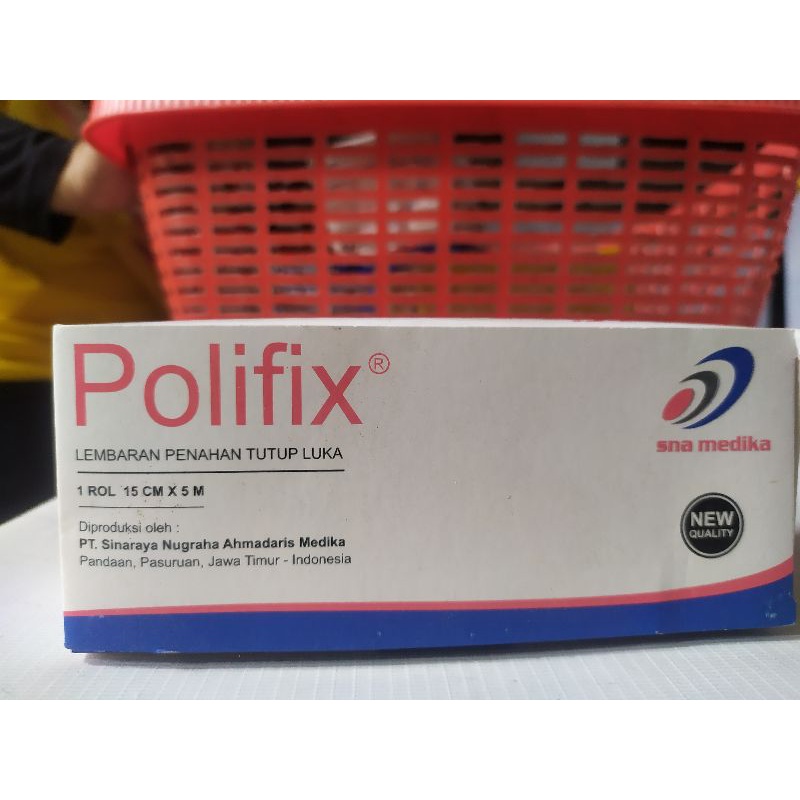 Polifix®
LEMBARAN PENAHAN TUTUP LUKA
1 ROL 15 CM X 5 M
Diproduksi oleh :
PT. Sinaraya Nugraha Ahmadaris Medika
Pandaan, Pasuruan, Jawa Timur - Indonesia
sna medika
NEW
QUALITY